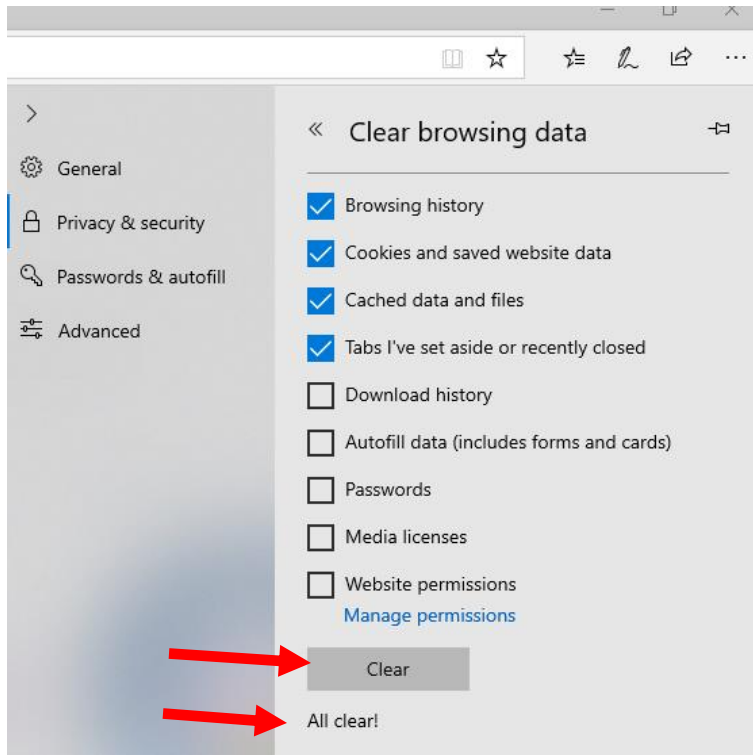 General
Privacy & security
Passwords & autofill
Advanced
Clear browsing data
Browsing history
Cookies and saved website data
Cached data and files
Tabs I've set aside or recently closed
Download history
Autofill data (includes forms and cards)
Passwords
Media licenses
Website permissions
Manage permissions
Clear
All clear!